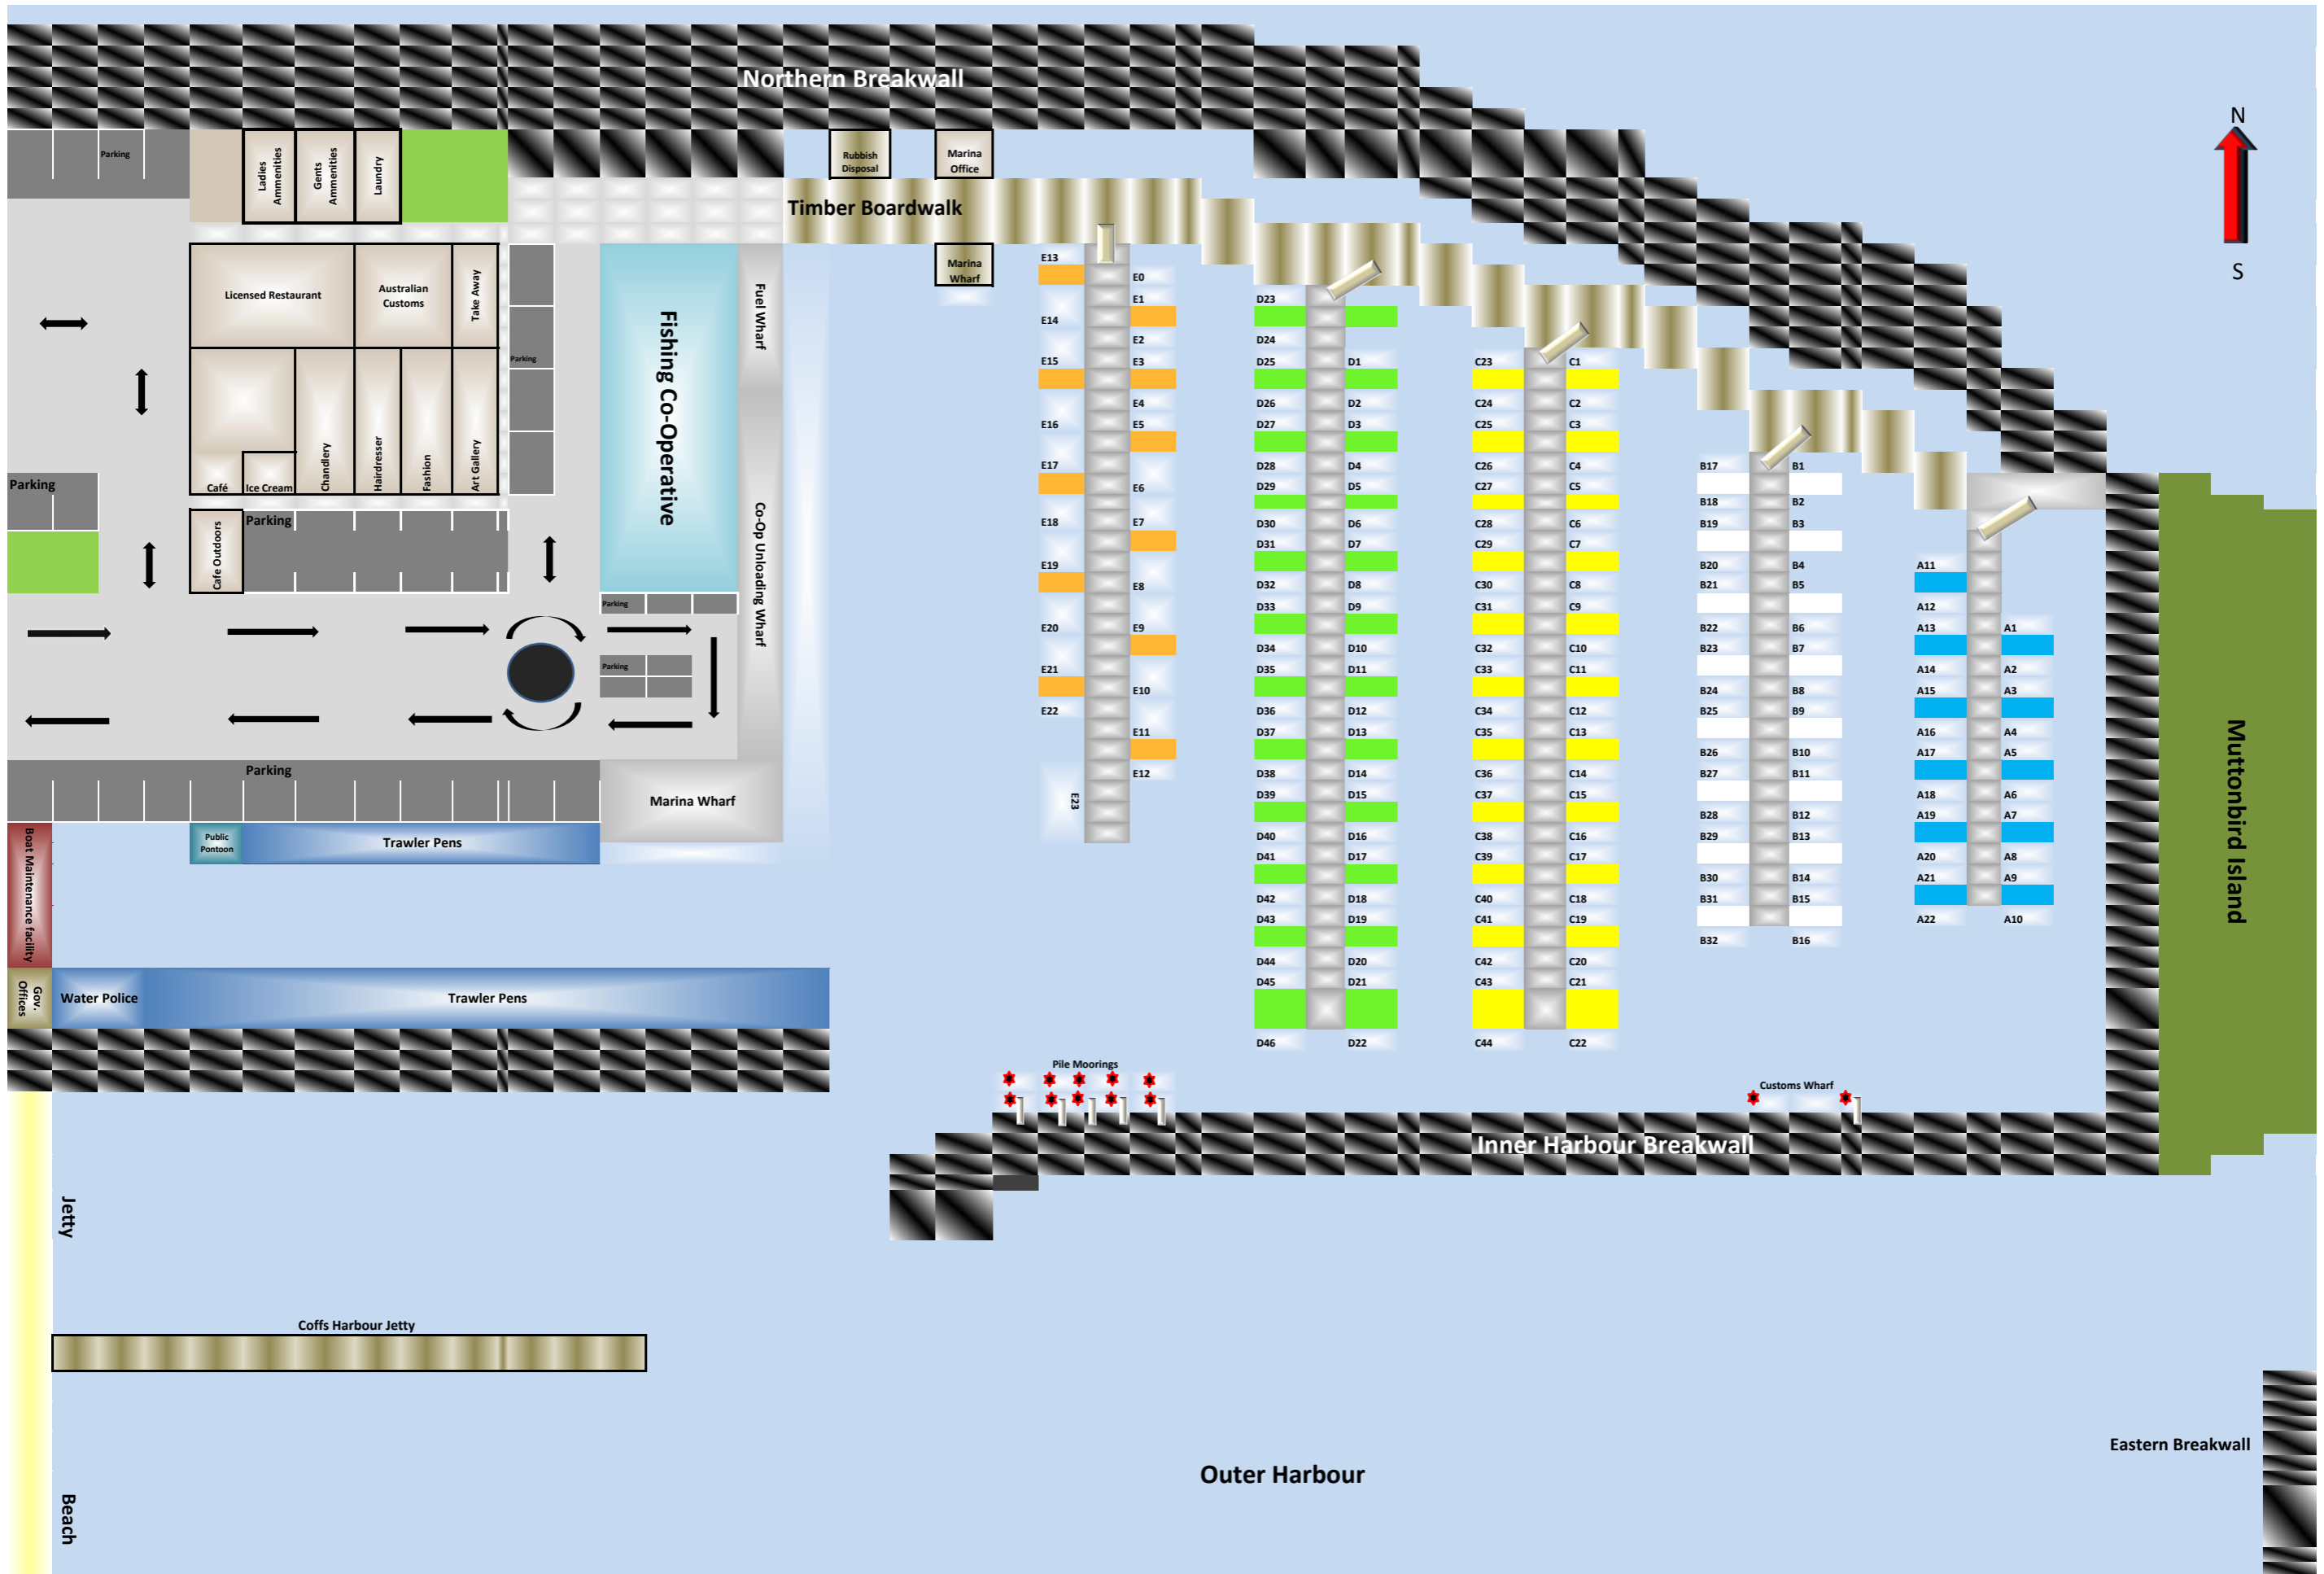 Northern Breakwall
N
S
Parking
Ladies
Ammenities
Gents
Ammenities
Laundry
Rubbish
Disposal
Marina
Office
Timber Boardwalk
Marina
Wharf
Licensed Restaurant
Australian
Customs
Take Away
Parking
Café
Ice Cream
Chandlery
Hairdresser
Fashion
Art Gallery
Fishing Co-Operative
Fuel Wharf
Co-Op Unloading Wharf
Parking
Cafe Outdoors
Parking
Parking
Parking
Parking
Marina Wharf
Boat Maintenance facility
Public
Pontoon
Trawler Pens
Gov.
Offices
Water Police
Trawler Pens
E13
E14
E15
E16
E17
E18
E19
E20
E21
E22
E23
E0
E1
E2
E3
E4
E5
E6
E7
E8
E9
E10
E11
E12
D23
D24
D25
D26
D27
D28
D29
D30
D31
D32
D33
D34
D35
D36
D37
D38
D39
D40
D41
D42
D43
D44
D45
D46
D1
D2
D3
D4
D5
D6
D7
D8
D9
D10
D11
D12
D13
D14
D15
D16
D17
D18
D19
D20
D21
D22
C23
C24
C25
C26
C27
C28
C29
C30
C31
C32
C33
C34
C35
C36
C37
C38
C39
C40
C41
C42
C43
C44
C1
C2
C3
C4
C5
C6
C7
C8
C9
C10
C11
C12
C13
C14
C15
C16
C17
C18
C19
C20
C21
C22
B17
B18
B19
B20
B21
B22
B23
B24
B25
B26
B27
B28
B29
B30
B31
B32
B1
B2
B3
B4
B5
B6
B7
B8
B9
B10
B11
B12
B13
B14
B15
B16
A11
A12
A13
A14
A15
A16
A17
A18
A19
A20
A21
A22
A1
A2
A3
A4
A5
A6
A7
A8
A9
A10
Muttonbird Island
Pile Moorings
Customs Wharf
Inner Harbour Breakwall
Jetty
Beach
Coffs Harbour Jetty
Outer Harbour
Eastern Breakwall